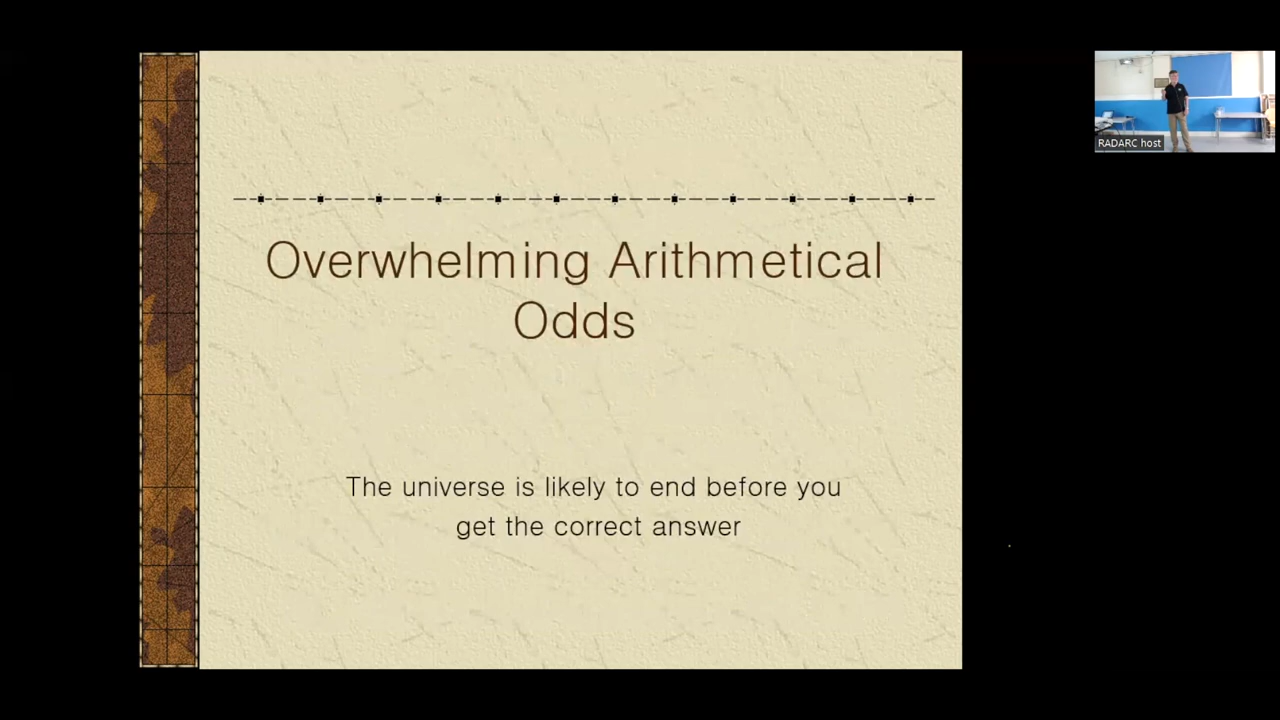 RADARC host
Overwhelming Arithmetical
Odds
The universe is likely to end before you
get the correct answer